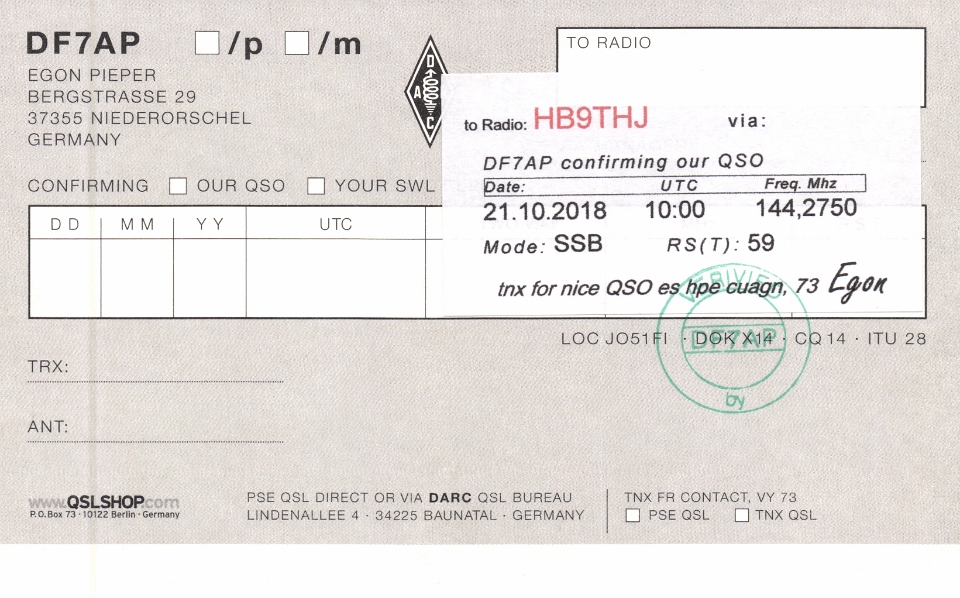 DF7AP /p /m
EGON PIEPER
BERGSTRASSE 29
37355 NIEDERORSCHEL
GERMANY
D
A
C
TO RADIO
to Radio: HB9THJ via:
DF7AP confirming our QSO
Date: UTC Freq. Mhz
21.10.2018 10:00 144,2750
Mode: SSB RS(T): 59
tnx for nice QSO es hpe cuagn, 73 Egon
CONFIRMING OUR QSO YOUR SWL
DD MM YY UTC
VERIVIED
DF7AP
by
LOC JO51FI · DOK X14 · CQ 14 · ITU 28
TRX:
ANT:
www.QSLSHOP.com
P.O.Box 73 · 10122 Berlin · Germany
PSE QSL DIRECT OR VIA DARC QSL BUREAU
LINDENALLEE 4 · 34225 BAUNATAL · GERMANY
TNX FR CONTACT, VY 73
PSE QSL TNX QSL